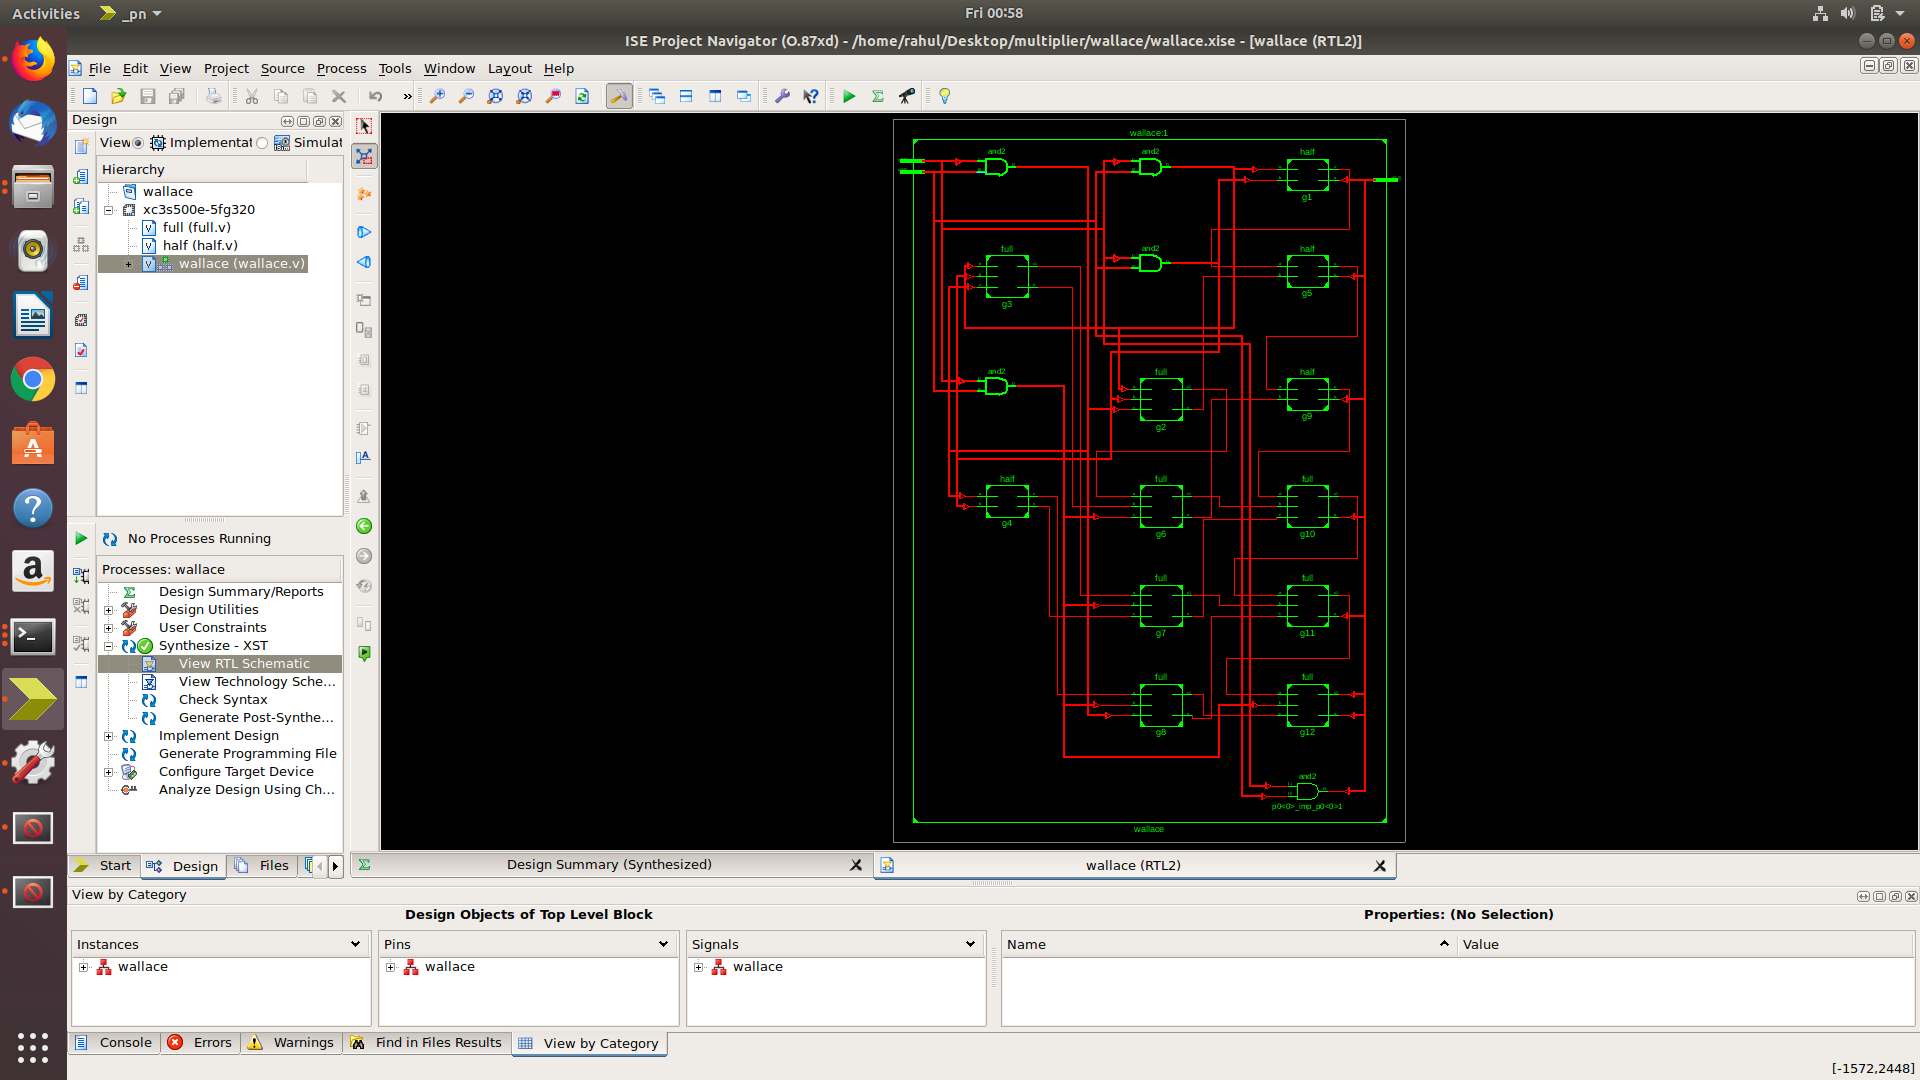 Activities
_pn
Fri 00:58
ISE Project Navigator (O.87xd) - /home/rahul/Desktop/multiplier/wallace/wallace.xise - [wallace (RTL2)]
File Edit View Project Source Process Tools Window Layout Help
»
Design
View Implementat Simulat
Hierarchy
wallace
xc3s500e-5fg320
full (full.v)
half (half.v)
wallace (wallace.v)
No Processes Running
Processes: wallace
Design Summary/Reports
Design Utilities
User Constraints
Synthesize - XST
View RTL Schematic
View Technology Sche...
Check Syntax
Generate Post-Synthe...
Implement Design
Generate Programming File
Configure Target Device
Analyze Design Using Ch...
Start Design Files
wallace:1
and2 and2 half
g1
full and2 half
g3 g5
and2 full half
g2 g9
half full full
g4 g6 g10
full full
g7 g11
full full
g8 g12
and2
p0<0>_imp_p0<0>1
wallace
Design Summary (Synthesized)
wallace (RTL2)
View by Category
Design Objects of Top Level Block
Properties: (No Selection)
Instances Pins Signals Name Value
wallace wallace wallace
Console Errors Warnings Find in Files Results View by Category
[-1572,2448]